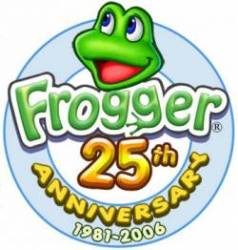 Frogger®
25th
ANNIVERSARY
1981-2006